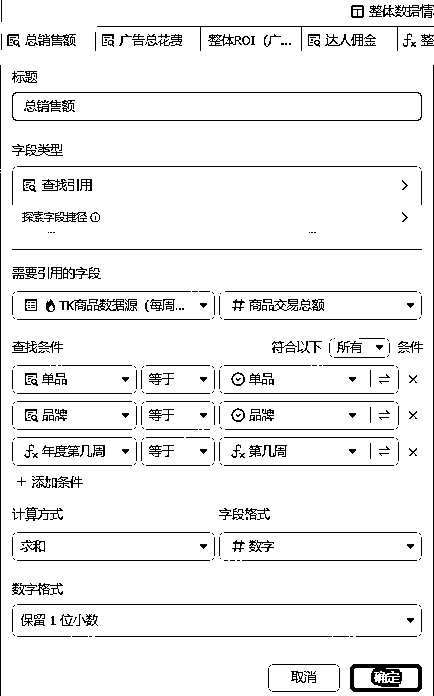 整体数据情
总销售额 广告总花费 整体ROI（广... 达人佣金 整
标题
总销售额
字段类型
查找引用
探索字段捷径
需要引用的字段
TK商品数据源（每周... # 商品交易总额
查找条件 符合以下 所有 条件
单品 等于 单品
品牌 等于 品牌
fx 年度第几周 等于 fx 第几周
+ 添加条件
计算方式 字段格式
求和 # 数字
数字格式
保留 1 位小数
取消 确定